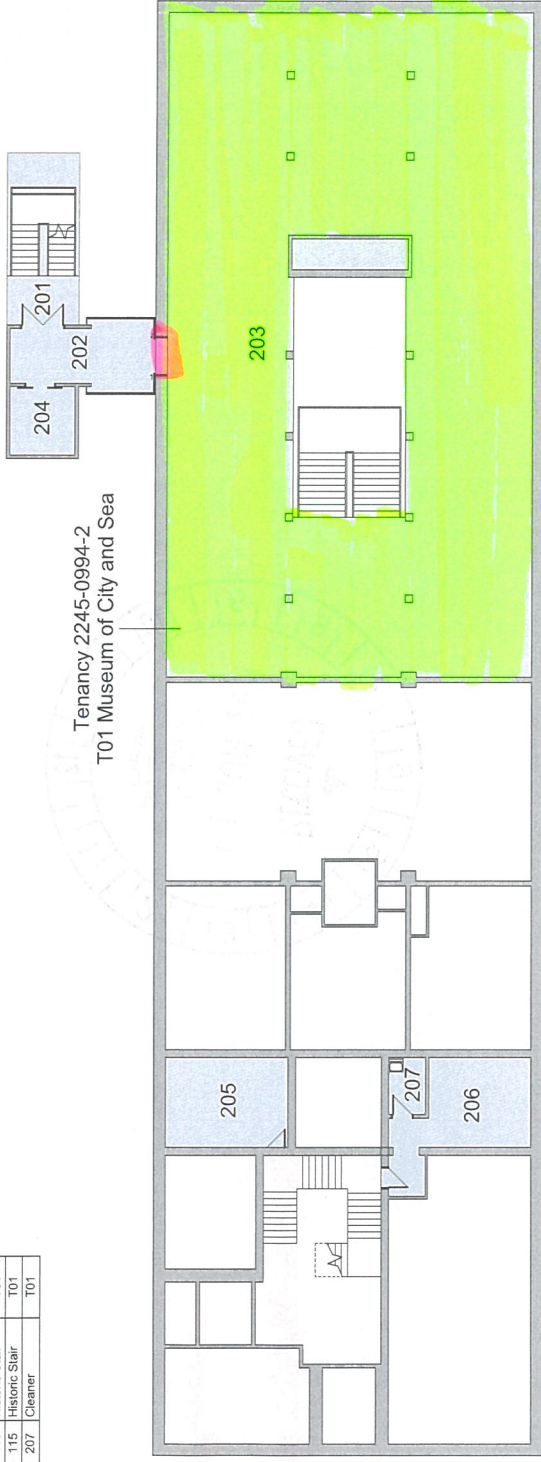 115 Historic Stair T01
207 Cleaner T01
Tenancy 2245-0994-2
T01 Museum of City and Sea
201
202
204
203
205
207
206